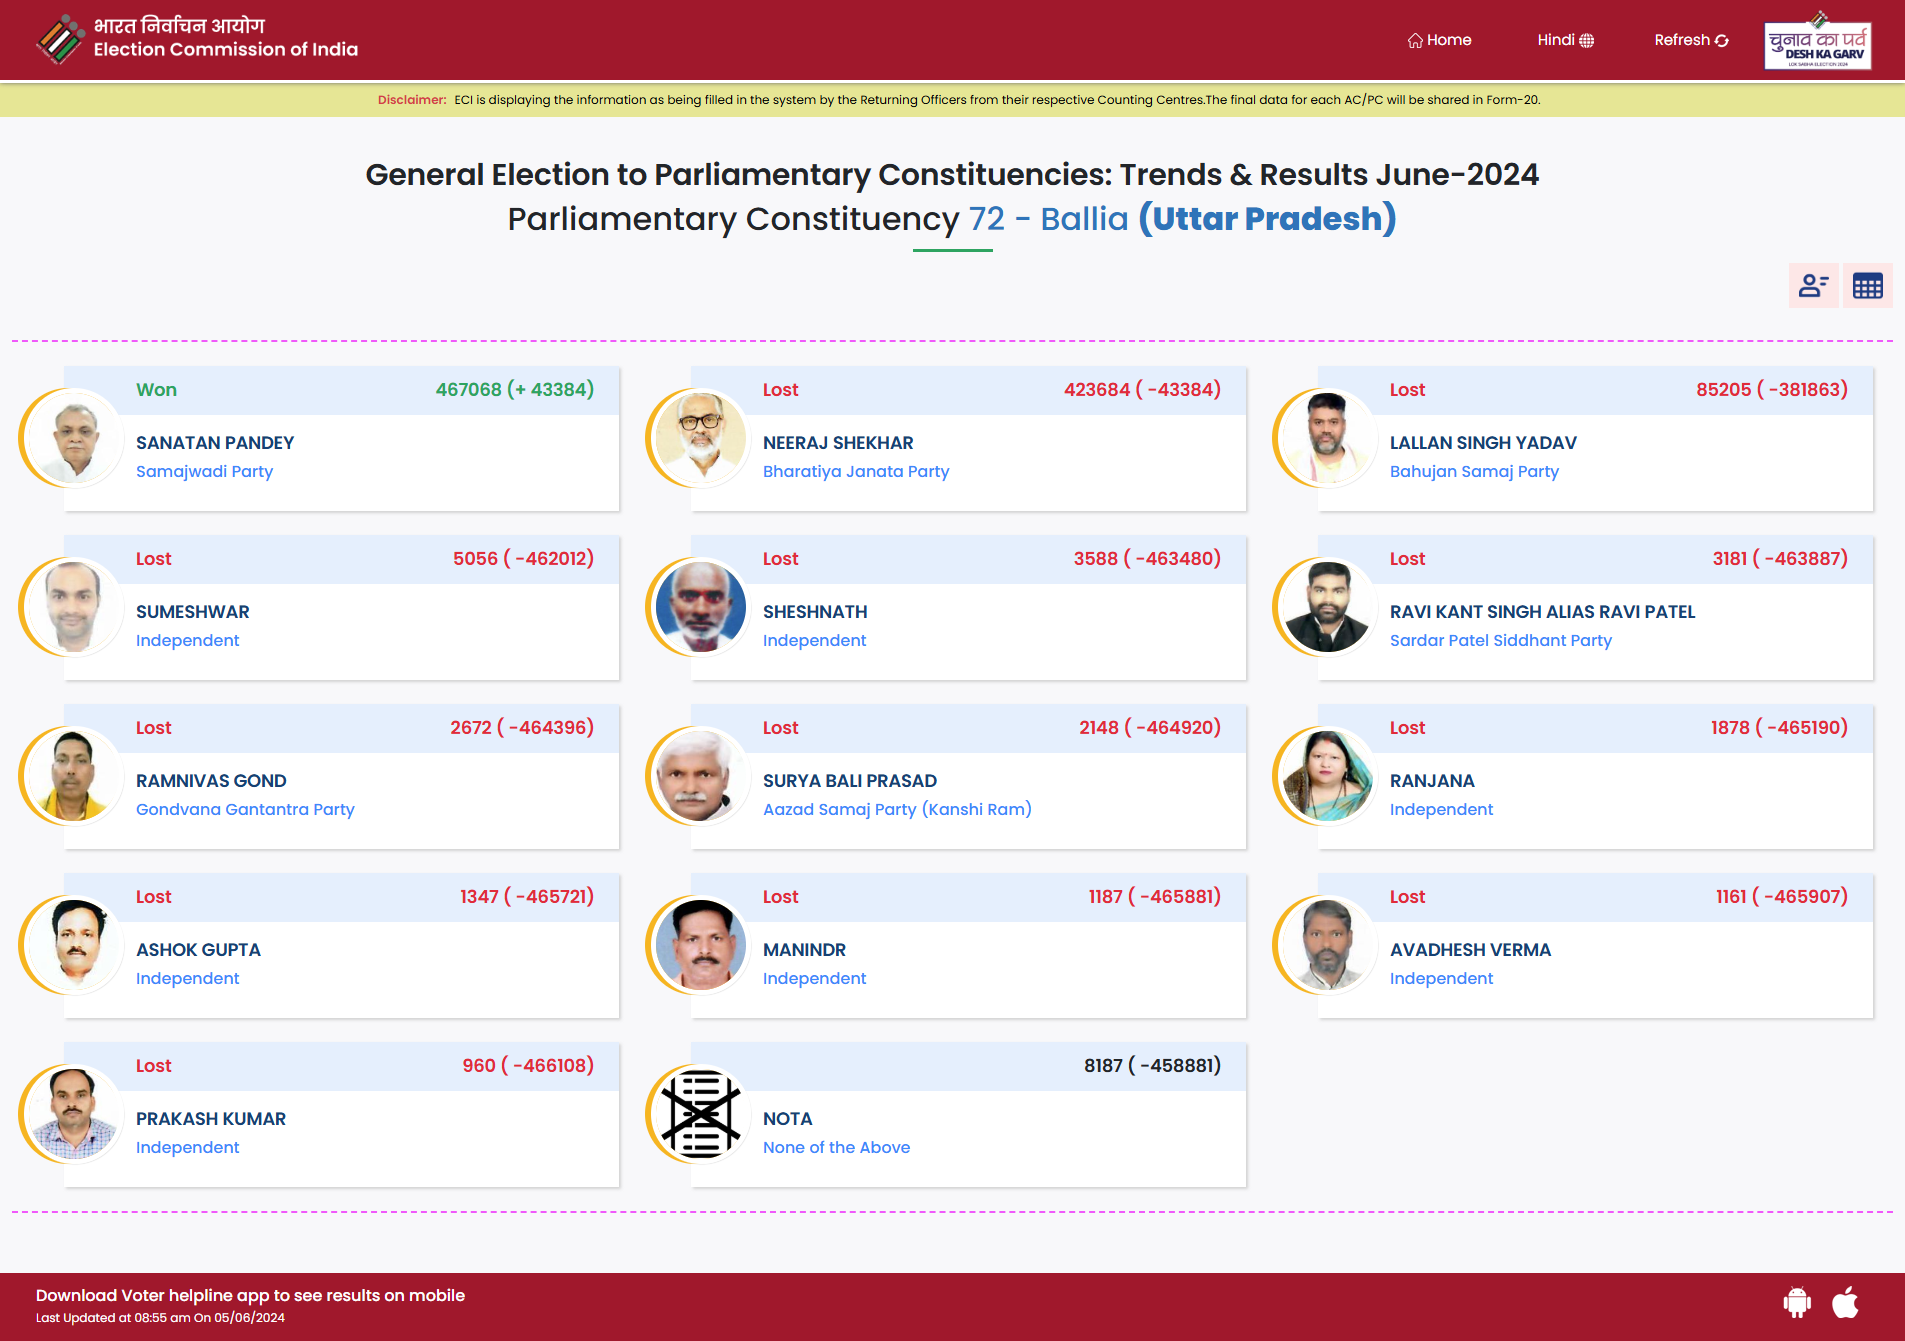 भारत निर्वाचन आयोग
Election Commission of India
Home
Hindi
Refresh
चुनाव का पर्व
DESH KA GARV
LOK SABHA ELECTION 2024
Disclaimer: ECI is displaying the information as being filled in the system by the Returning Officers from their respective Counting Centres.The final data for each AC/PC will be shared in Form-20.
General Election to Parliamentary Constituencies: Trends & Results June-2024
Parliamentary Constituency 72 - Ballia (Uttar Pradesh)
Won 467068 (+ 43384)
SANATAN PANDEY
Samajwadi Party
Lost 423684 ( -43384)
NEERAJ SHEKHAR
Bharatiya Janata Party
Lost 85205 ( -381863)
LALLAN SINGH YADAV
Bahujan Samaj Party
Lost 5056 ( -462012)
SUMESHWAR
Independent
Lost 3588 ( -463480)
SHESHNATH
Independent
Lost 3181 ( -463887)
RAVI KANT SINGH ALIAS RAVI PATEL
Sardar Patel Siddhant Party
Lost 2672 ( -464396)
RAMNIVAS GOND
Gondvana Gantantra Party
Lost 2148 ( -464920)
SURYA BALI PRASAD
Aazad Samaj Party (Kanshi Ram)
Lost 1878 ( -465190)
RANJANA
Independent
Lost 1347 ( -465721)
ASHOK GUPTA
Independent
Lost 1187 ( -465881)
MANINDR
Independent
Lost 1161 ( -465907)
AVADHESH VERMA
Independent
Lost 960 ( -466108)
PRAKASH KUMAR
Independent
8187 ( -458881)
NOTA
None of the Above
Download Voter helpline app to see results on mobile
Last Updated at 08:55 am On 05/06/2024